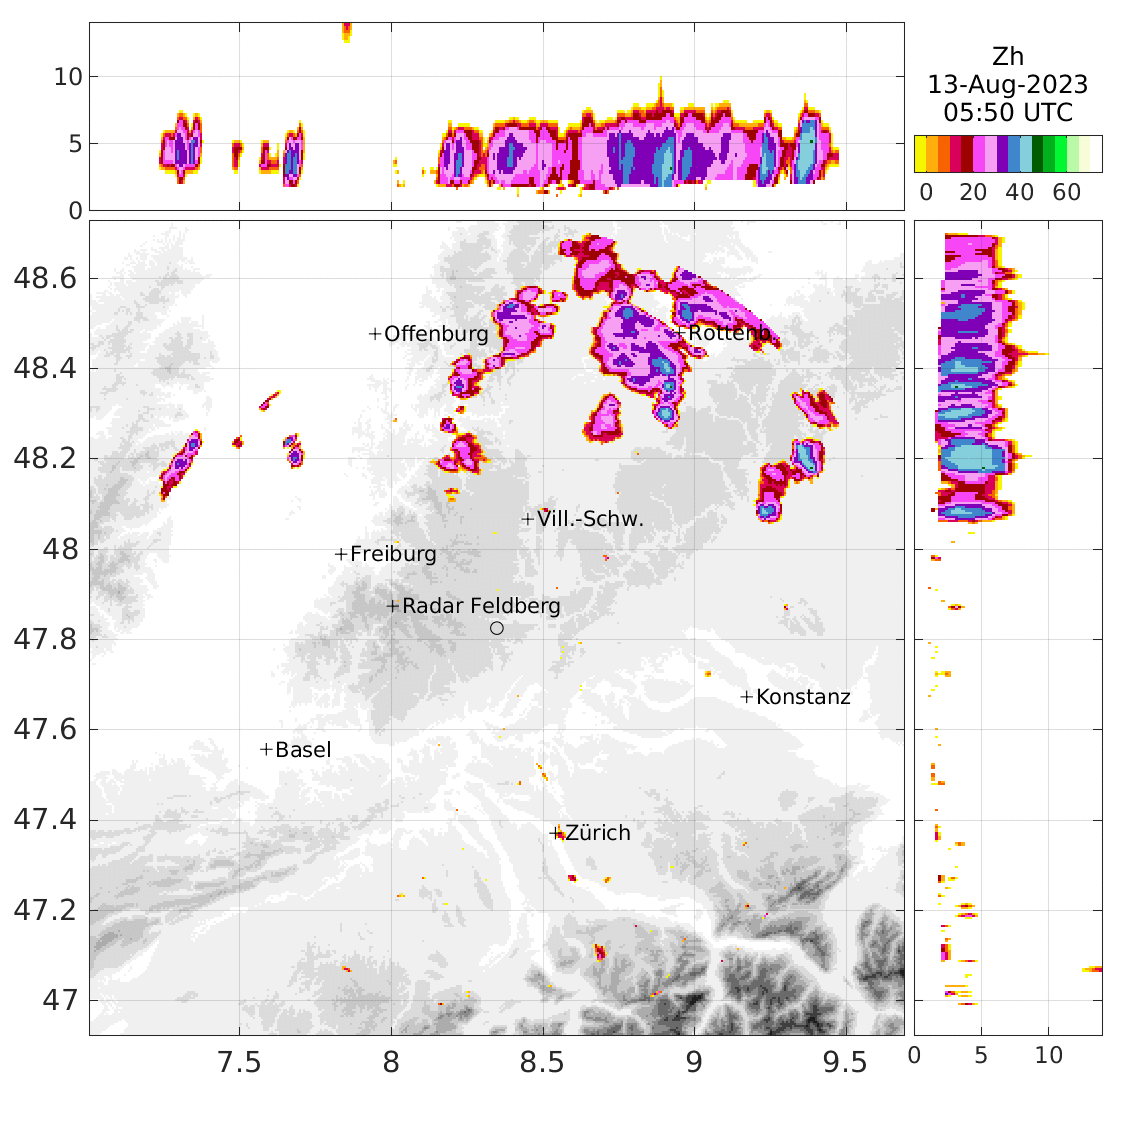 Zh
13-Aug-2023
05:50 UTC
0 20 40 60
10
5
0
48.6
48.4
48.2
48
47.8
47.6
47.4
47.2
47
Offenburg
Rottenb.
Vill.-Schw.
Freiburg
Radar Feldberg
Konstanz
Basel
Zürich
7.5 8 8.5 9 9.5
0 5 10